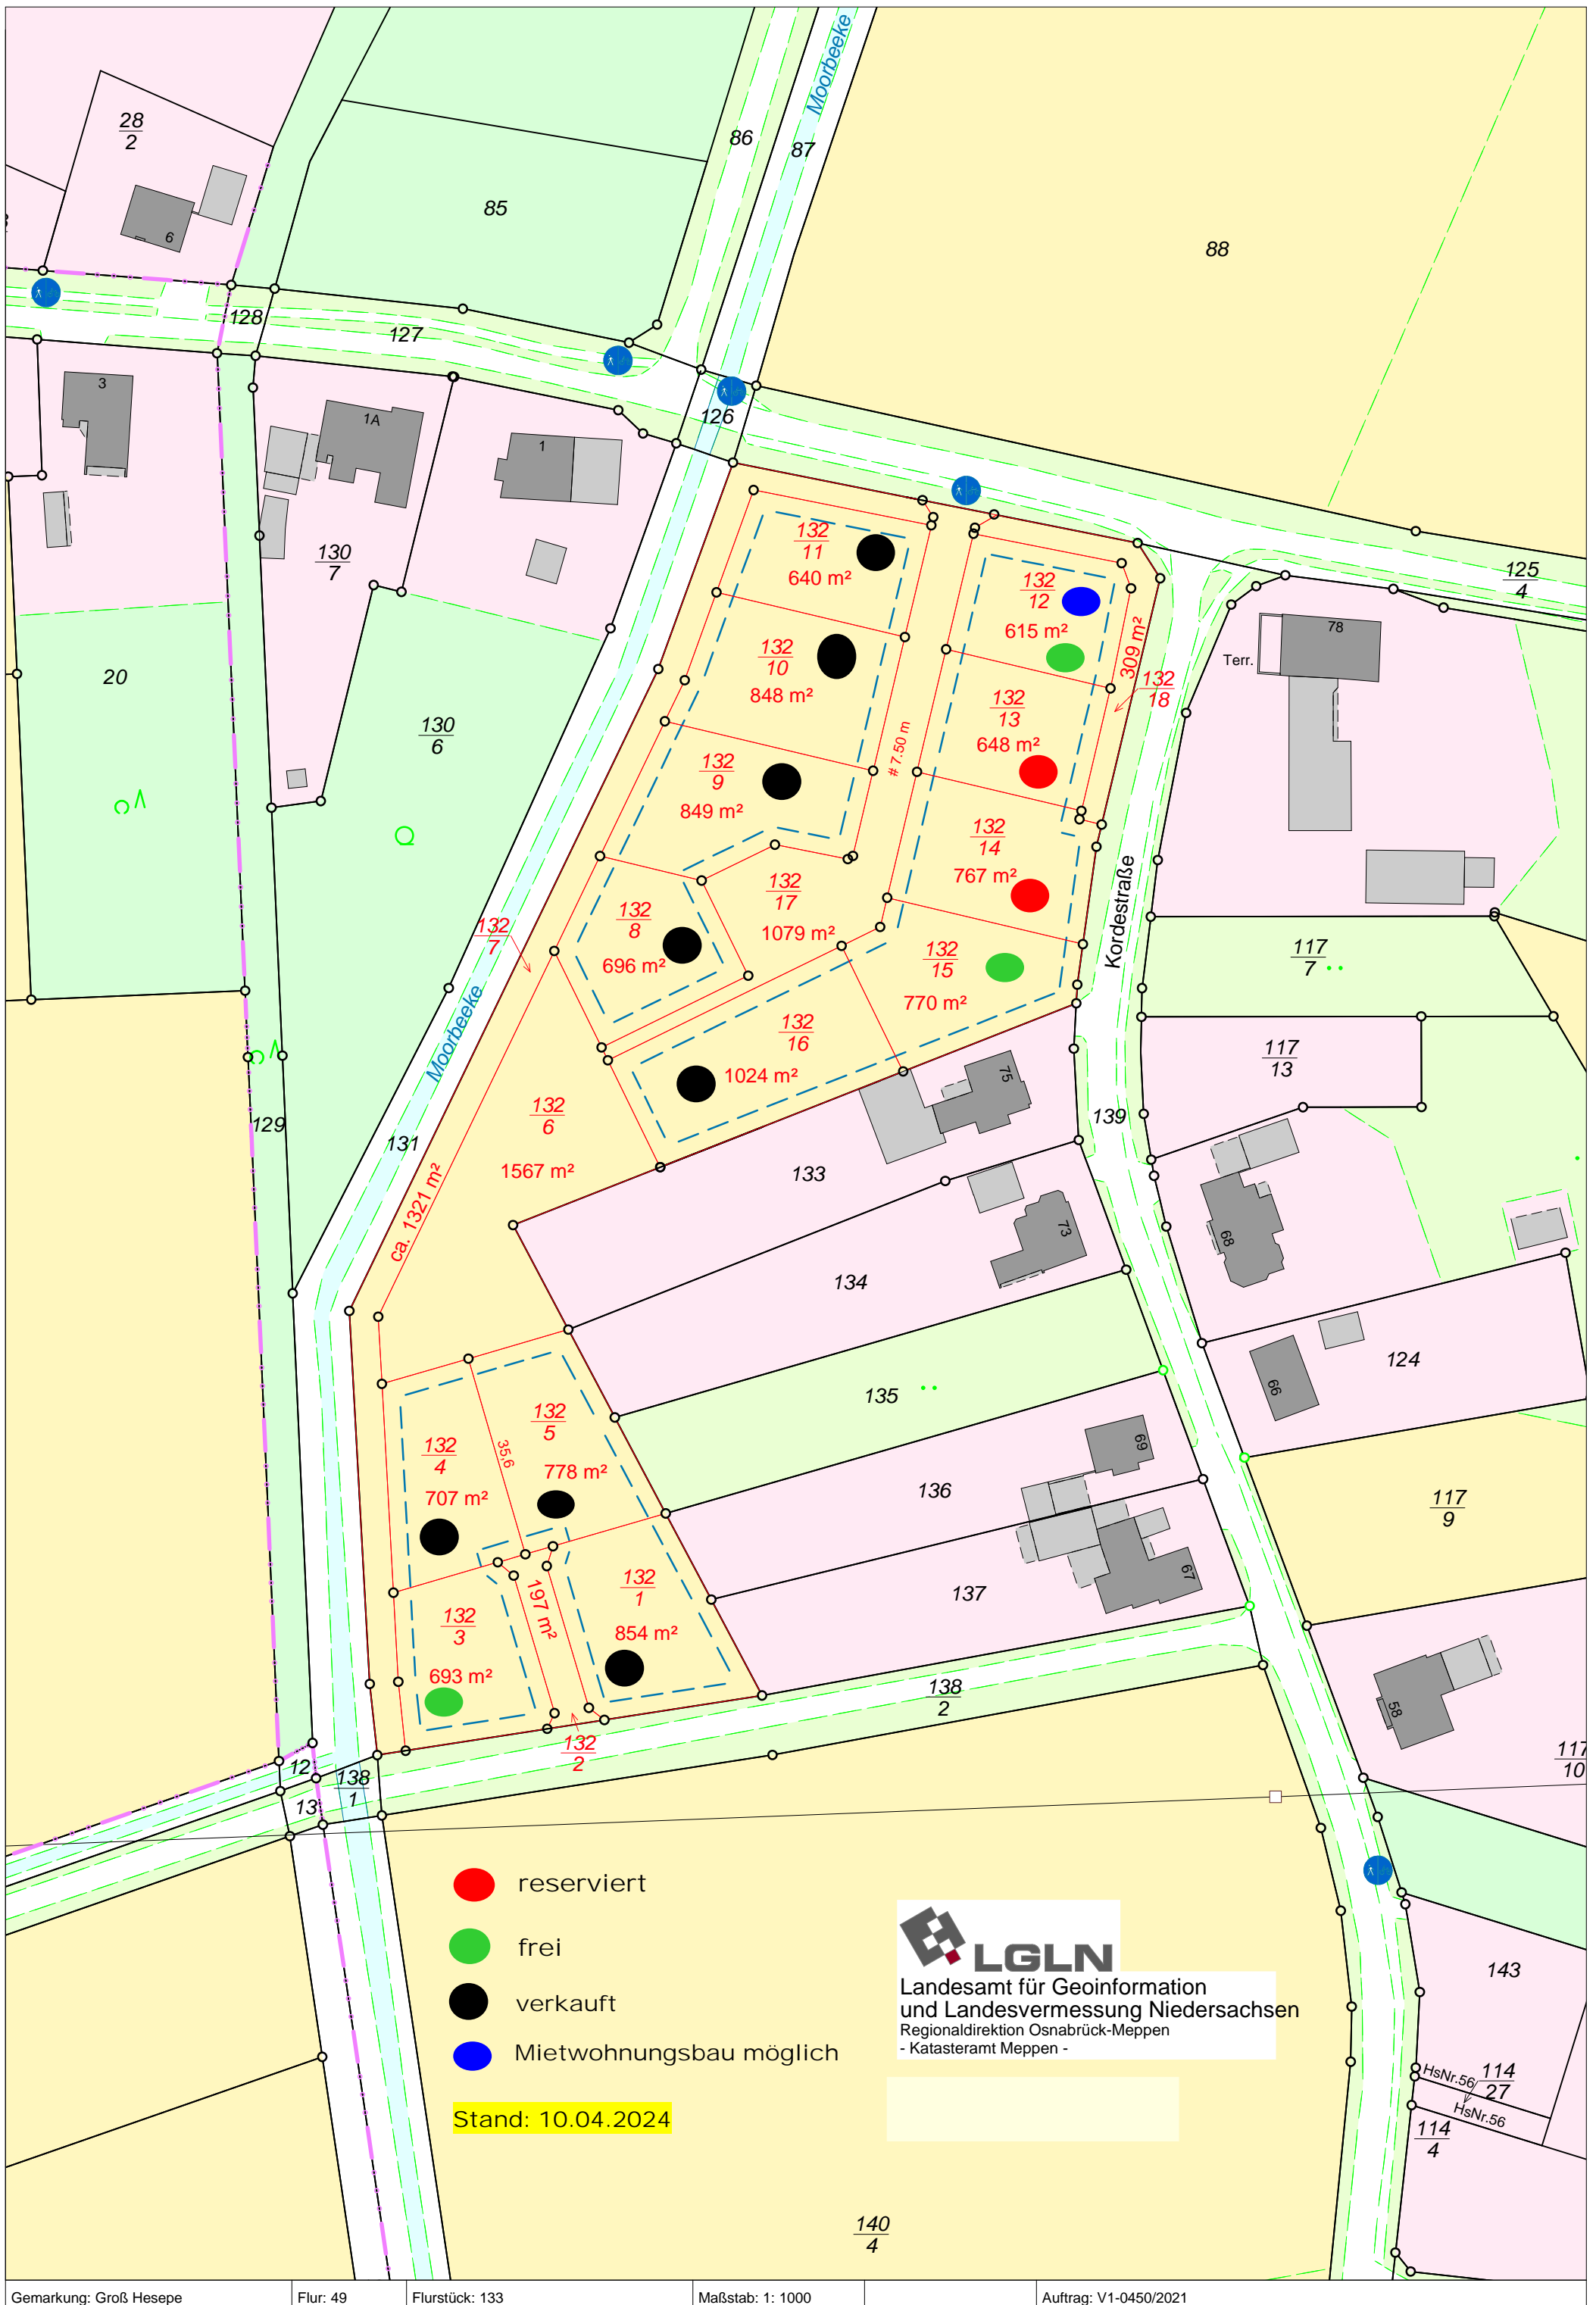 Moorbeeke
28
2
86
87
85
88
6
128
127
126
3
1A
1
130
7
132
11
640 m²
132
12
615 m²
125
4
78
Terr.
20
130
6
132
10
848 m²
309 m²
132
18
132
13
648 m²
# 7.50 m
132
9
849 m²
132
14
767 m²
Kordestraße
132
17
1079 m²
132
8
696 m²
132
7
132
15
770 m²
117
7
Moorbeeke
132
16
1024 m²
117
13
75
139
129
131
132
6
1567 m²
133
ca. 1321 m²
73
68
134
124
66
135
132
5
778 m²
132
4
707 m²
35,6
69
136
117
9
132
1
854 m²
197 m²
132
3
693 m²
137
67
138
2
58
132
2
117
10
12
138
1
13
reserviert
frei
verkauft
Mietwohnungsbau möglich
Stand: 10.04.2024
LGLN
Landesamt für Geoinformation
und Landesvermessung Niedersachsen
Regionaldirektion Osnabrück-Meppen
- Katasteramt Meppen -
143
HsNr.56
114
27
HsNr.56
114
4
140
4
Gemarkung: Groß Hesepe
Flur: 49
Flurstück: 133
Maßstab: 1: 1000
Auftrag: V1-0450/2021